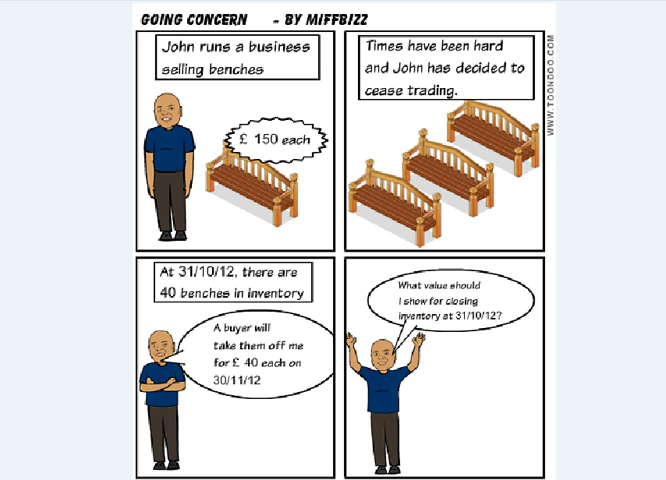 GOING CONCERN - BY MIFFBIZZ
John runs a business
selling benches
£ 150 each
Times have been hard
and John has decided to
cease trading.
WWW.TOONDOO.COM
At 31/10/12, there are
40 benches in inventory
A buyer will
take them off me
for £ 40 each on
30/11/12
What value should
I show for closing
inventory at 31/10/12?